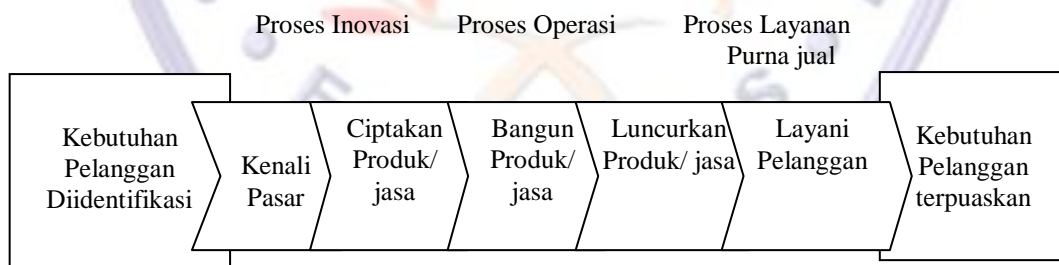 Proses Inovasi
Proses Operasi
Proses Layanan
Purna jual
Kebutuhan
Pelanggan
Diidentifikasi
Kenali
Pasar
Ciptakan
Produk/
jasa
Bangun
Produk/
jasa
Luncurkan
Produk/ jasa
Layani
Pelanggan
Kebutuhan
Pelanggan
terpuaskan